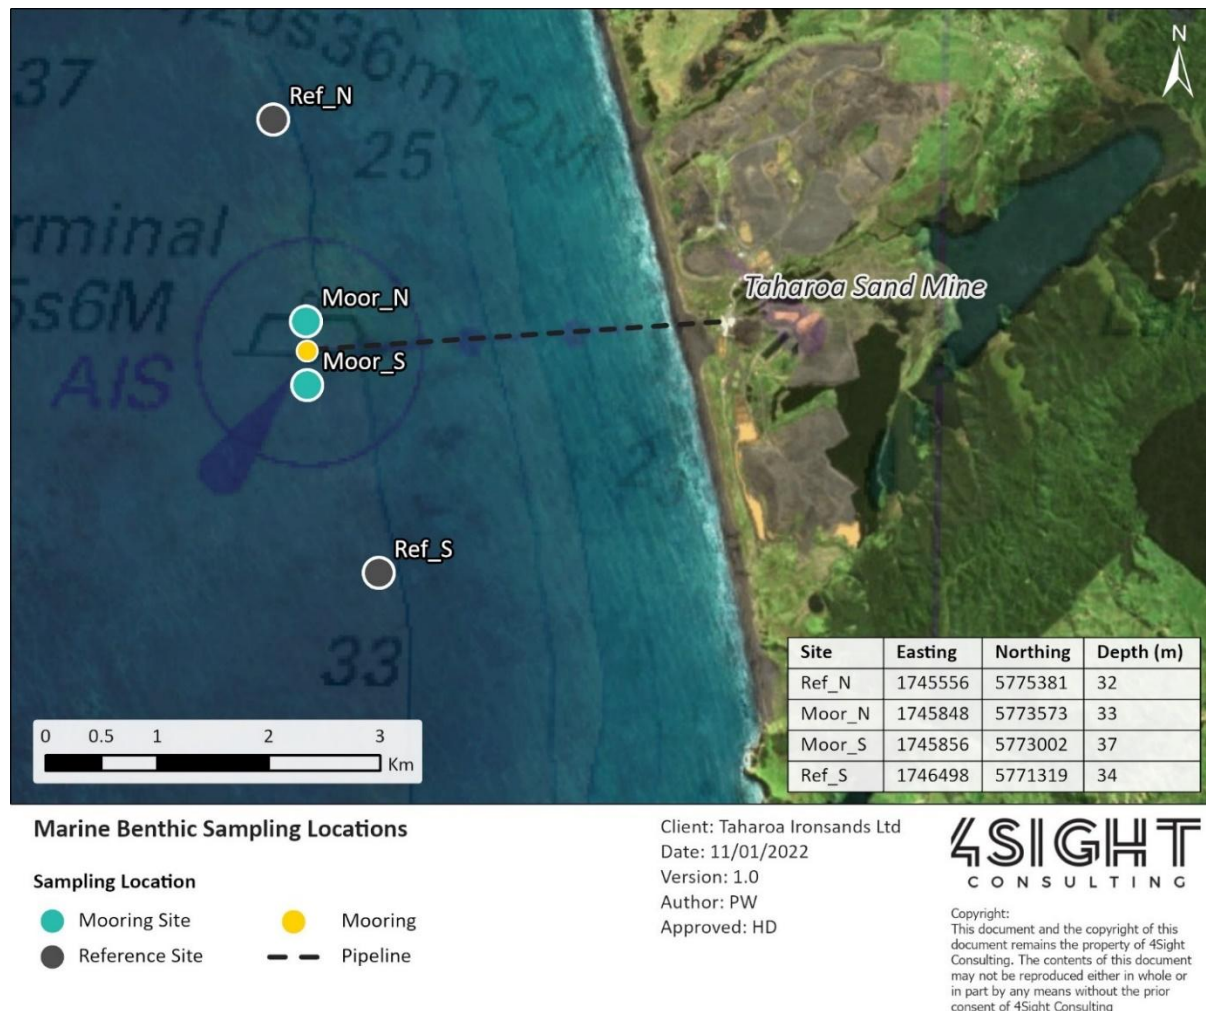 20s36m12M
37
N
Ref_N
25
rminal
5s6M
AIS
Moor_N
Moor_S
Taharoa Sand Mine
Ref_S
33
Site Easting Northing Depth (m)
Ref_N 1745556 5775381 32
Moor_N 1745848 5773573 33
Moor_S 1745856 5773002 37
Ref_S 1746498 5771319 34
0 0.5 1 2 3
Km
Marine Benthic Sampling Locations
Sampling Location
Mooring Site
Mooring
Reference Site
Pipeline
Client: Taharoa Ironsands Ltd
Date: 11/01/2022
Version: 1.0
Author: PW
Approved: HD
4SIGHT
CONSULTING
Copyright:
This document and the copyright of this
document remains the property of 4Sight
Consulting. The contents of this document
may not be reproduced either in whole or
in part by any means without the prior
consent of 4Sight Consulting